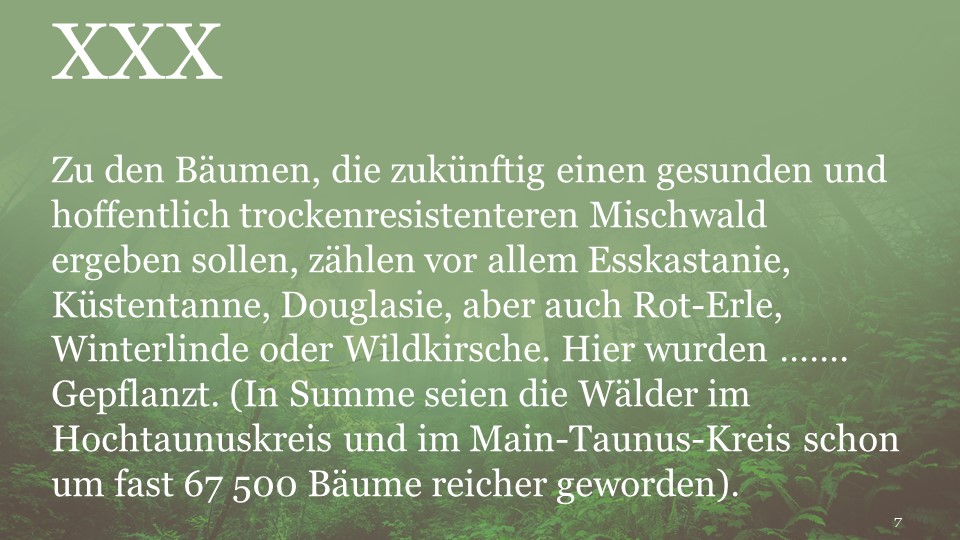 XXX
Zu den Bäumen, die zukünftig einen gesunden und
hoffentlich trockenresistenteren Mischwald
ergeben sollen, zählen vor allem Esskastanie,
Küstentanne, Douglasie, aber auch Rot-Erle,
Winterlinde oder Wildkirsche. Hier wurden …….
Gepflanzt. (In Summe seien die Wälder im
Hochtaunuskreis und im Main-Taunus-Kreis schon
um fast 67 500 Bäume reicher geworden).
7